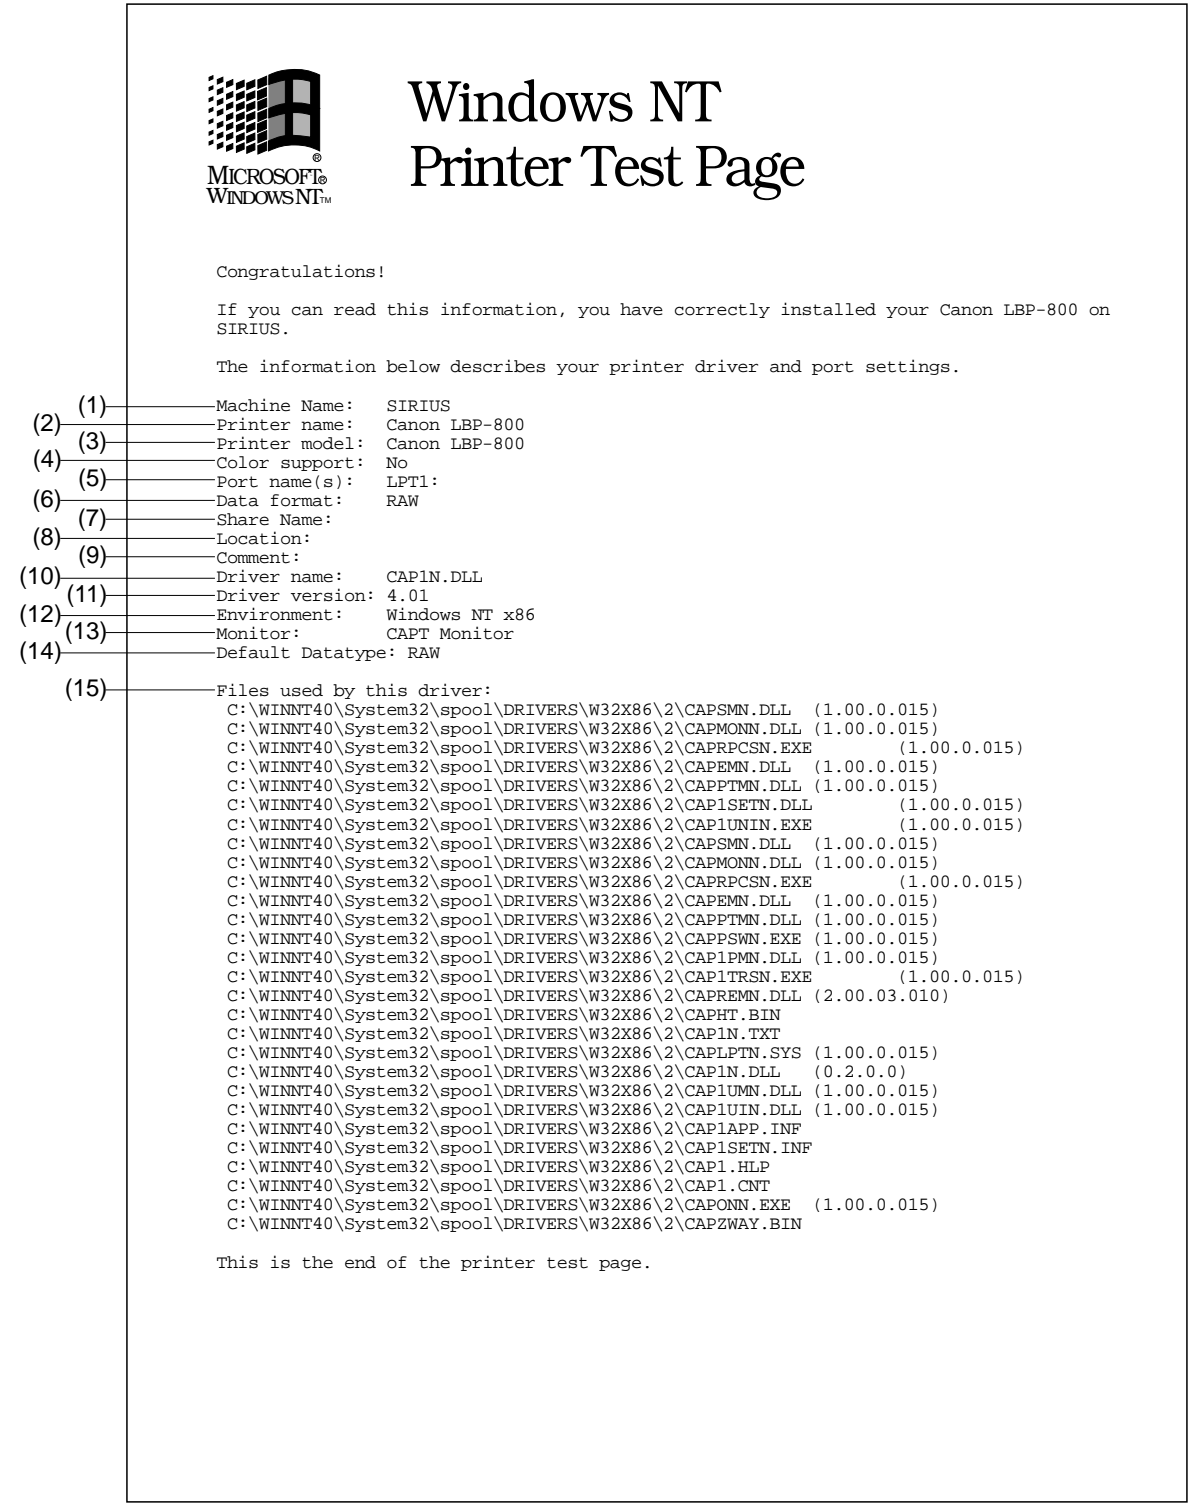 MICROSOFT®
WINDOWS NT™
®
Windows NT
Printer Test Page
Congratulations!
If you can read this information, you have correctly installed your Canon LBP-800 on
SIRIUS.
The information below describes your printer driver and port settings.
(1) Machine Name: SIRIUS
(2) Printer name: Canon LBP-800
(3) Printer model: Canon LBP-800
(4) Color support: No
(5) Port name(s): LPT1:
(6) Data format: RAW
(7) Share Name:
(8) Location:
(9) Comment:
(10) Driver name: CAP1N.DLL
(11) Driver version: 4.01
(12) Environment: Windows NT x86
(13) Monitor: CAPT Monitor
(14) Default Datatype: RAW
(15) Files used by this driver:
C:\WINNT40\System32\spool\DRIVERS\W32X86\2\CAPSMN.DLL (1.00.0.015)
C:\WINNT40\System32\spool\DRIVERS\W32X86\2\CAPMONN.DLL (1.00.0.015)
C:\WINNT40\System32\spool\DRIVERS\W32X86\2\CAPRPCSN.EXE (1.00.0.015)
C:\WINNT40\System32\spool\DRIVERS\W32X86\2\CAPEMN.DLL (1.00.0.015)
C:\WINNT40\System32\spool\DRIVERS\W32X86\2\CAPPTMN.DLL (1.00.0.015)
C:\WINNT40\System32\spool\DRIVERS\W32X86\2\CAP1SETN.DLL (1.00.0.015)
C:\WINNT40\System32\spool\DRIVERS\W32X86\2\CAP1UNIN.EXE (1.00.0.015)
C:\WINNT40\System32\spool\DRIVERS\W32X86\2\CAPSMN.DLL (1.00.0.015)
C:\WINNT40\System32\spool\DRIVERS\W32X86\2\CAPMONN.DLL (1.00.0.015)
C:\WINNT40\System32\spool\DRIVERS\W32X86\2\CAPRPCSN.EXE (1.00.0.015)
C:\WINNT40\System32\spool\DRIVERS\W32X86\2\CAPEMN.DLL (1.00.0.015)
C:\WINNT40\System32\spool\DRIVERS\W32X86\2\CAPPTMN.DLL (1.00.0.015)
C:\WINNT40\System32\spool\DRIVERS\W32X86\2\CAPPSWN.EXE (1.00.0.015)
C:\WINNT40\System32\spool\DRIVERS\W32X86\2\CAP1PMN.DLL (1.00.0.015)
C:\WINNT40\System32\spool\DRIVERS\W32X86\2\CAP1TRSN.EXE (1.00.0.015)
C:\WINNT40\System32\spool\DRIVERS\W32X86\2\CAPREMN.DLL (2.00.03.010)
C:\WINNT40\System32\spool\DRIVERS\W32X86\2\CAPHT.BIN
C:\WINNT40\System32\spool\DRIVERS\W32X86\2\CAP1N.TXT
C:\WINNT40\System32\spool\DRIVERS\W32X86\2\CAPLPTN.SYS (1.00.0.015)
C:\WINNT40\System32\spool\DRIVERS\W32X86\2\CAP1N.DLL (0.2.0.0)
C:\WINNT40\System32\spool\DRIVERS\W32X86\2\CAP1UMN.DLL (1.00.0.015)
C:\WINNT40\System32\spool\DRIVERS\W32X86\2\CAP1UIN.DLL (1.00.0.015)
C:\WINNT40\System32\spool\DRIVERS\W32X86\2\CAP1APP.INF
C:\WINNT40\System32\spool\DRIVERS\W32X86\2\CAP1SETN.INF
C:\WINNT40\System32\spool\DRIVERS\W32X86\2\CAP1.HLP
C:\WINNT40\System32\spool\DRIVERS\W32X86\2\CAP1.CNT
C:\WINNT40\System32\spool\DRIVERS\W32X86\2\CAPONN.EXE (1.00.0.015)
C:\WINNT40\System32\spool\DRIVERS\W32X86\2\CAPZWAY.BIN
This is the end of the printer test page.